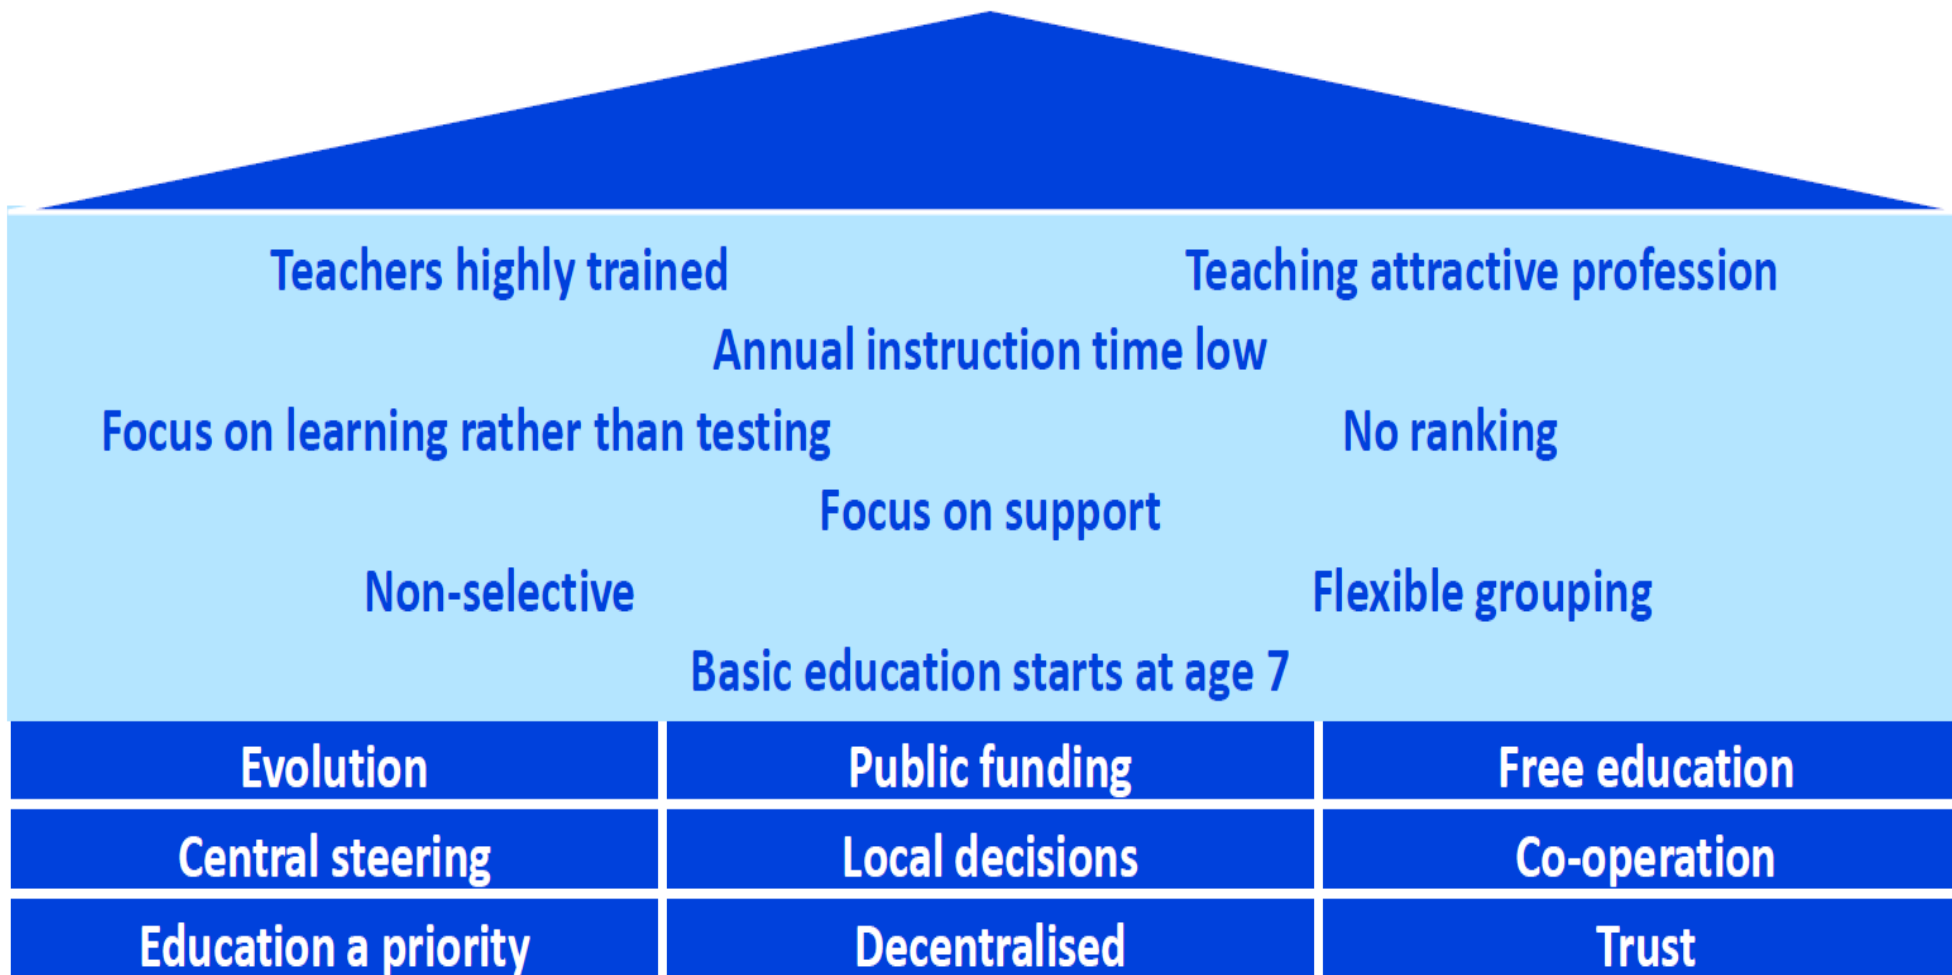 Teachers highly trained Teaching attractive profession
Annual instruction time low
Focus on learning rather than testing No ranking
Focus on support
Non-selective Flexible grouping
Basic education starts at age 7
Evolution Public funding Free education
Central steering Local decisions Co-operation
Education a priority Decentralised Trust